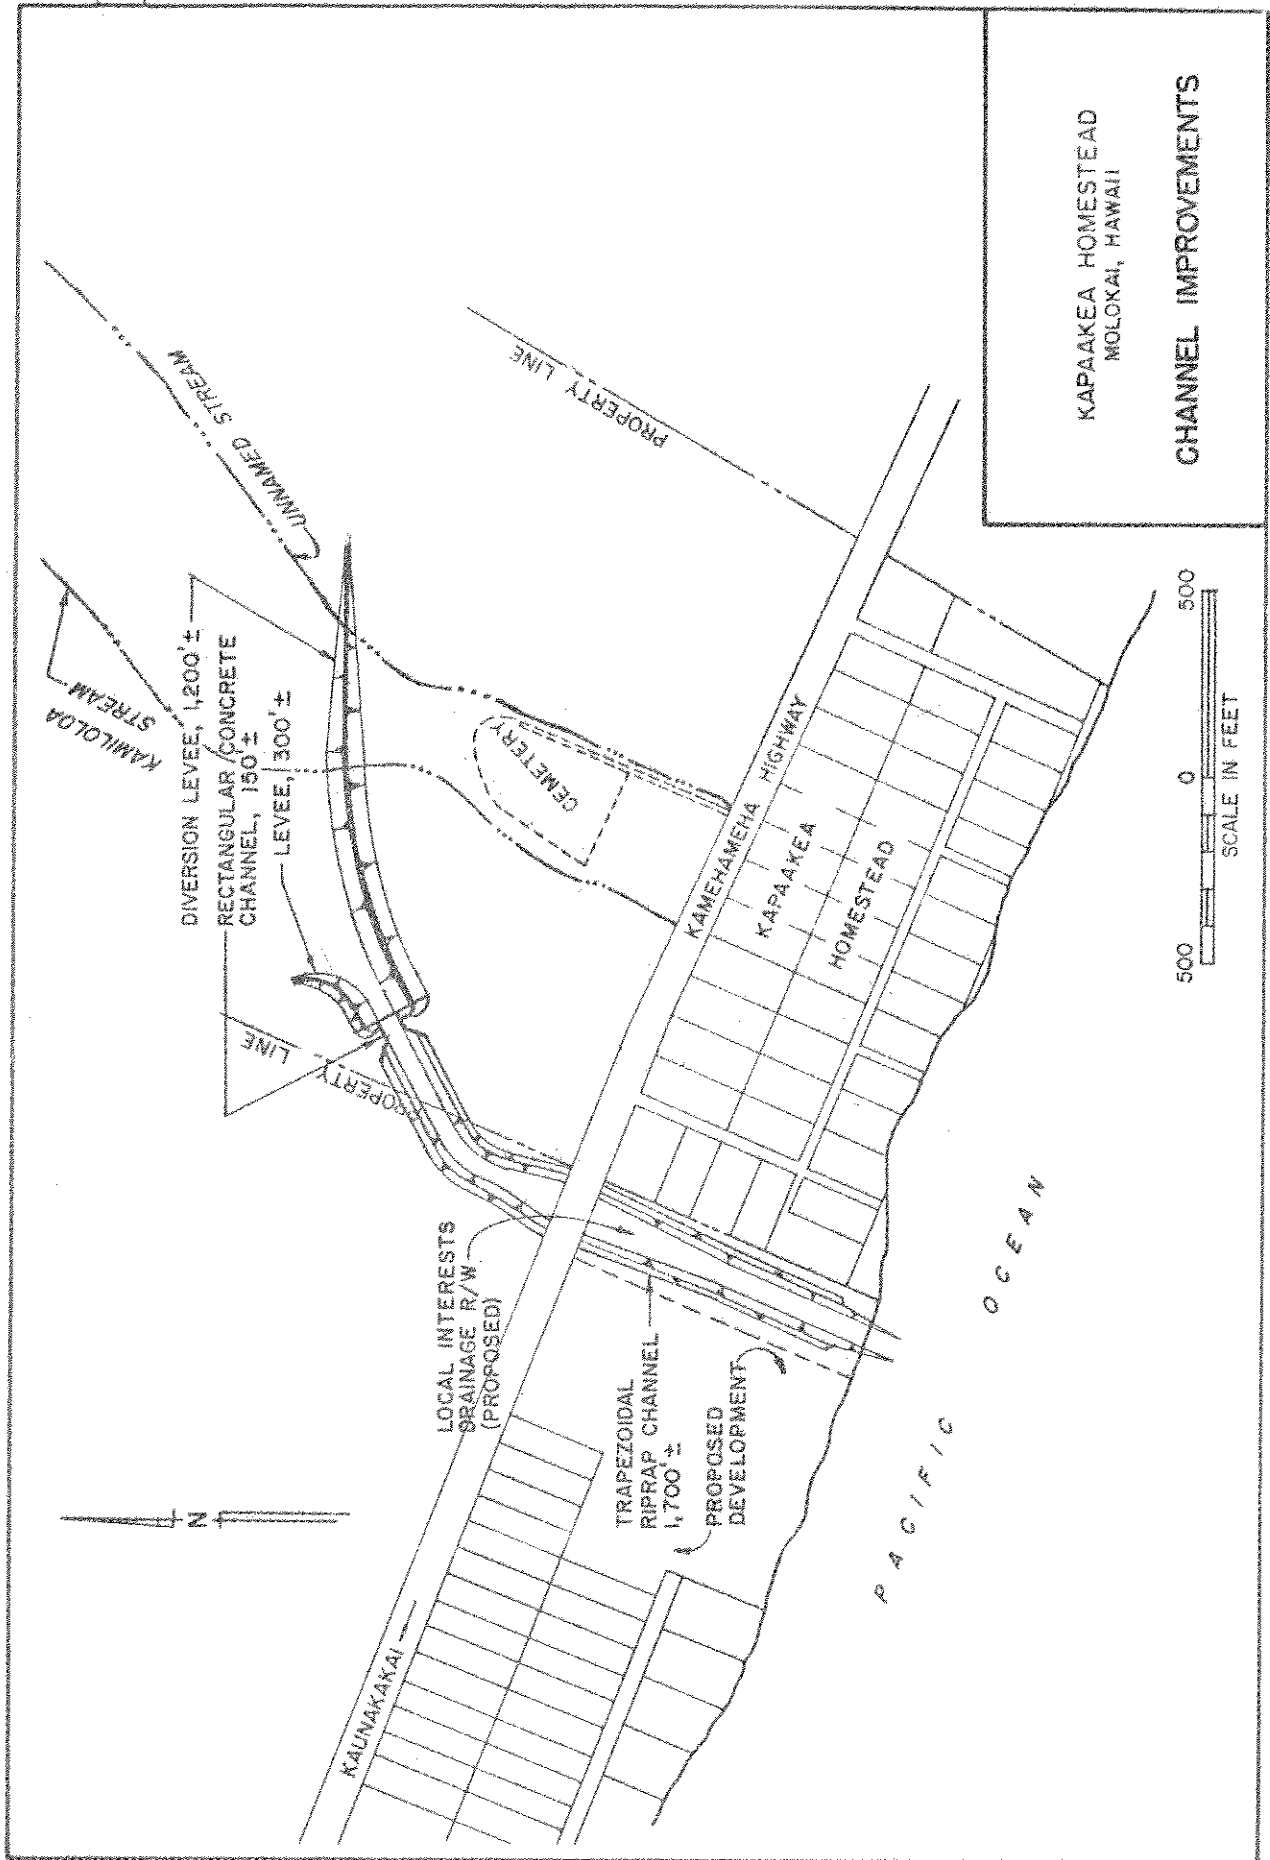 KAMILOLOA
STREAM
UNNAMED STREAM
DIVERSION LEVEE, 1,200'±
RECTANGULAR CONCRETE
CHANNEL, 150'±
LEVEE, 300'±
PROPERTY LINE
PROPERTY LINE
CEMETERY
KAMEHAMEHA HIGHWAY
KAPAAKEA
HOMESTEAD
LOCAL INTERESTS
DRAINAGE R/W
(PROPOSED)
TRAPEZOIDAL
RIPRAP CHANNEL
1,700'±
PROPOSED
DEVELOPMENT
N
KAUNAKAKAI
PACIFIC OCEAN
500 0 500
SCALE IN FEET
KAPAAKEA HOMESTEAD
MOLOKAI, HAWAII
CHANNEL IMPROVEMENTS